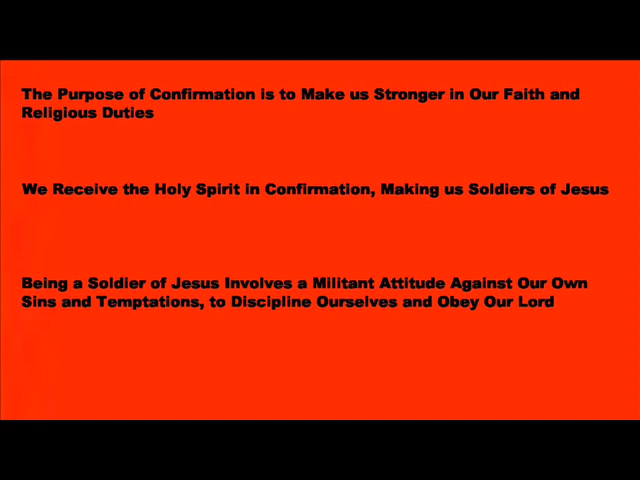 The Purpose of Confirmation is to Make us Stronger in Our Faith and
Religious Duties
We Receive the Holy Spirit in Confirmation, Making us Soldiers of Jesus
Being a Soldier of Jesus Involves a Militant Attitude Against Our Own
Sins and Temptations, to Discipline Ourselves and Obey Our Lord